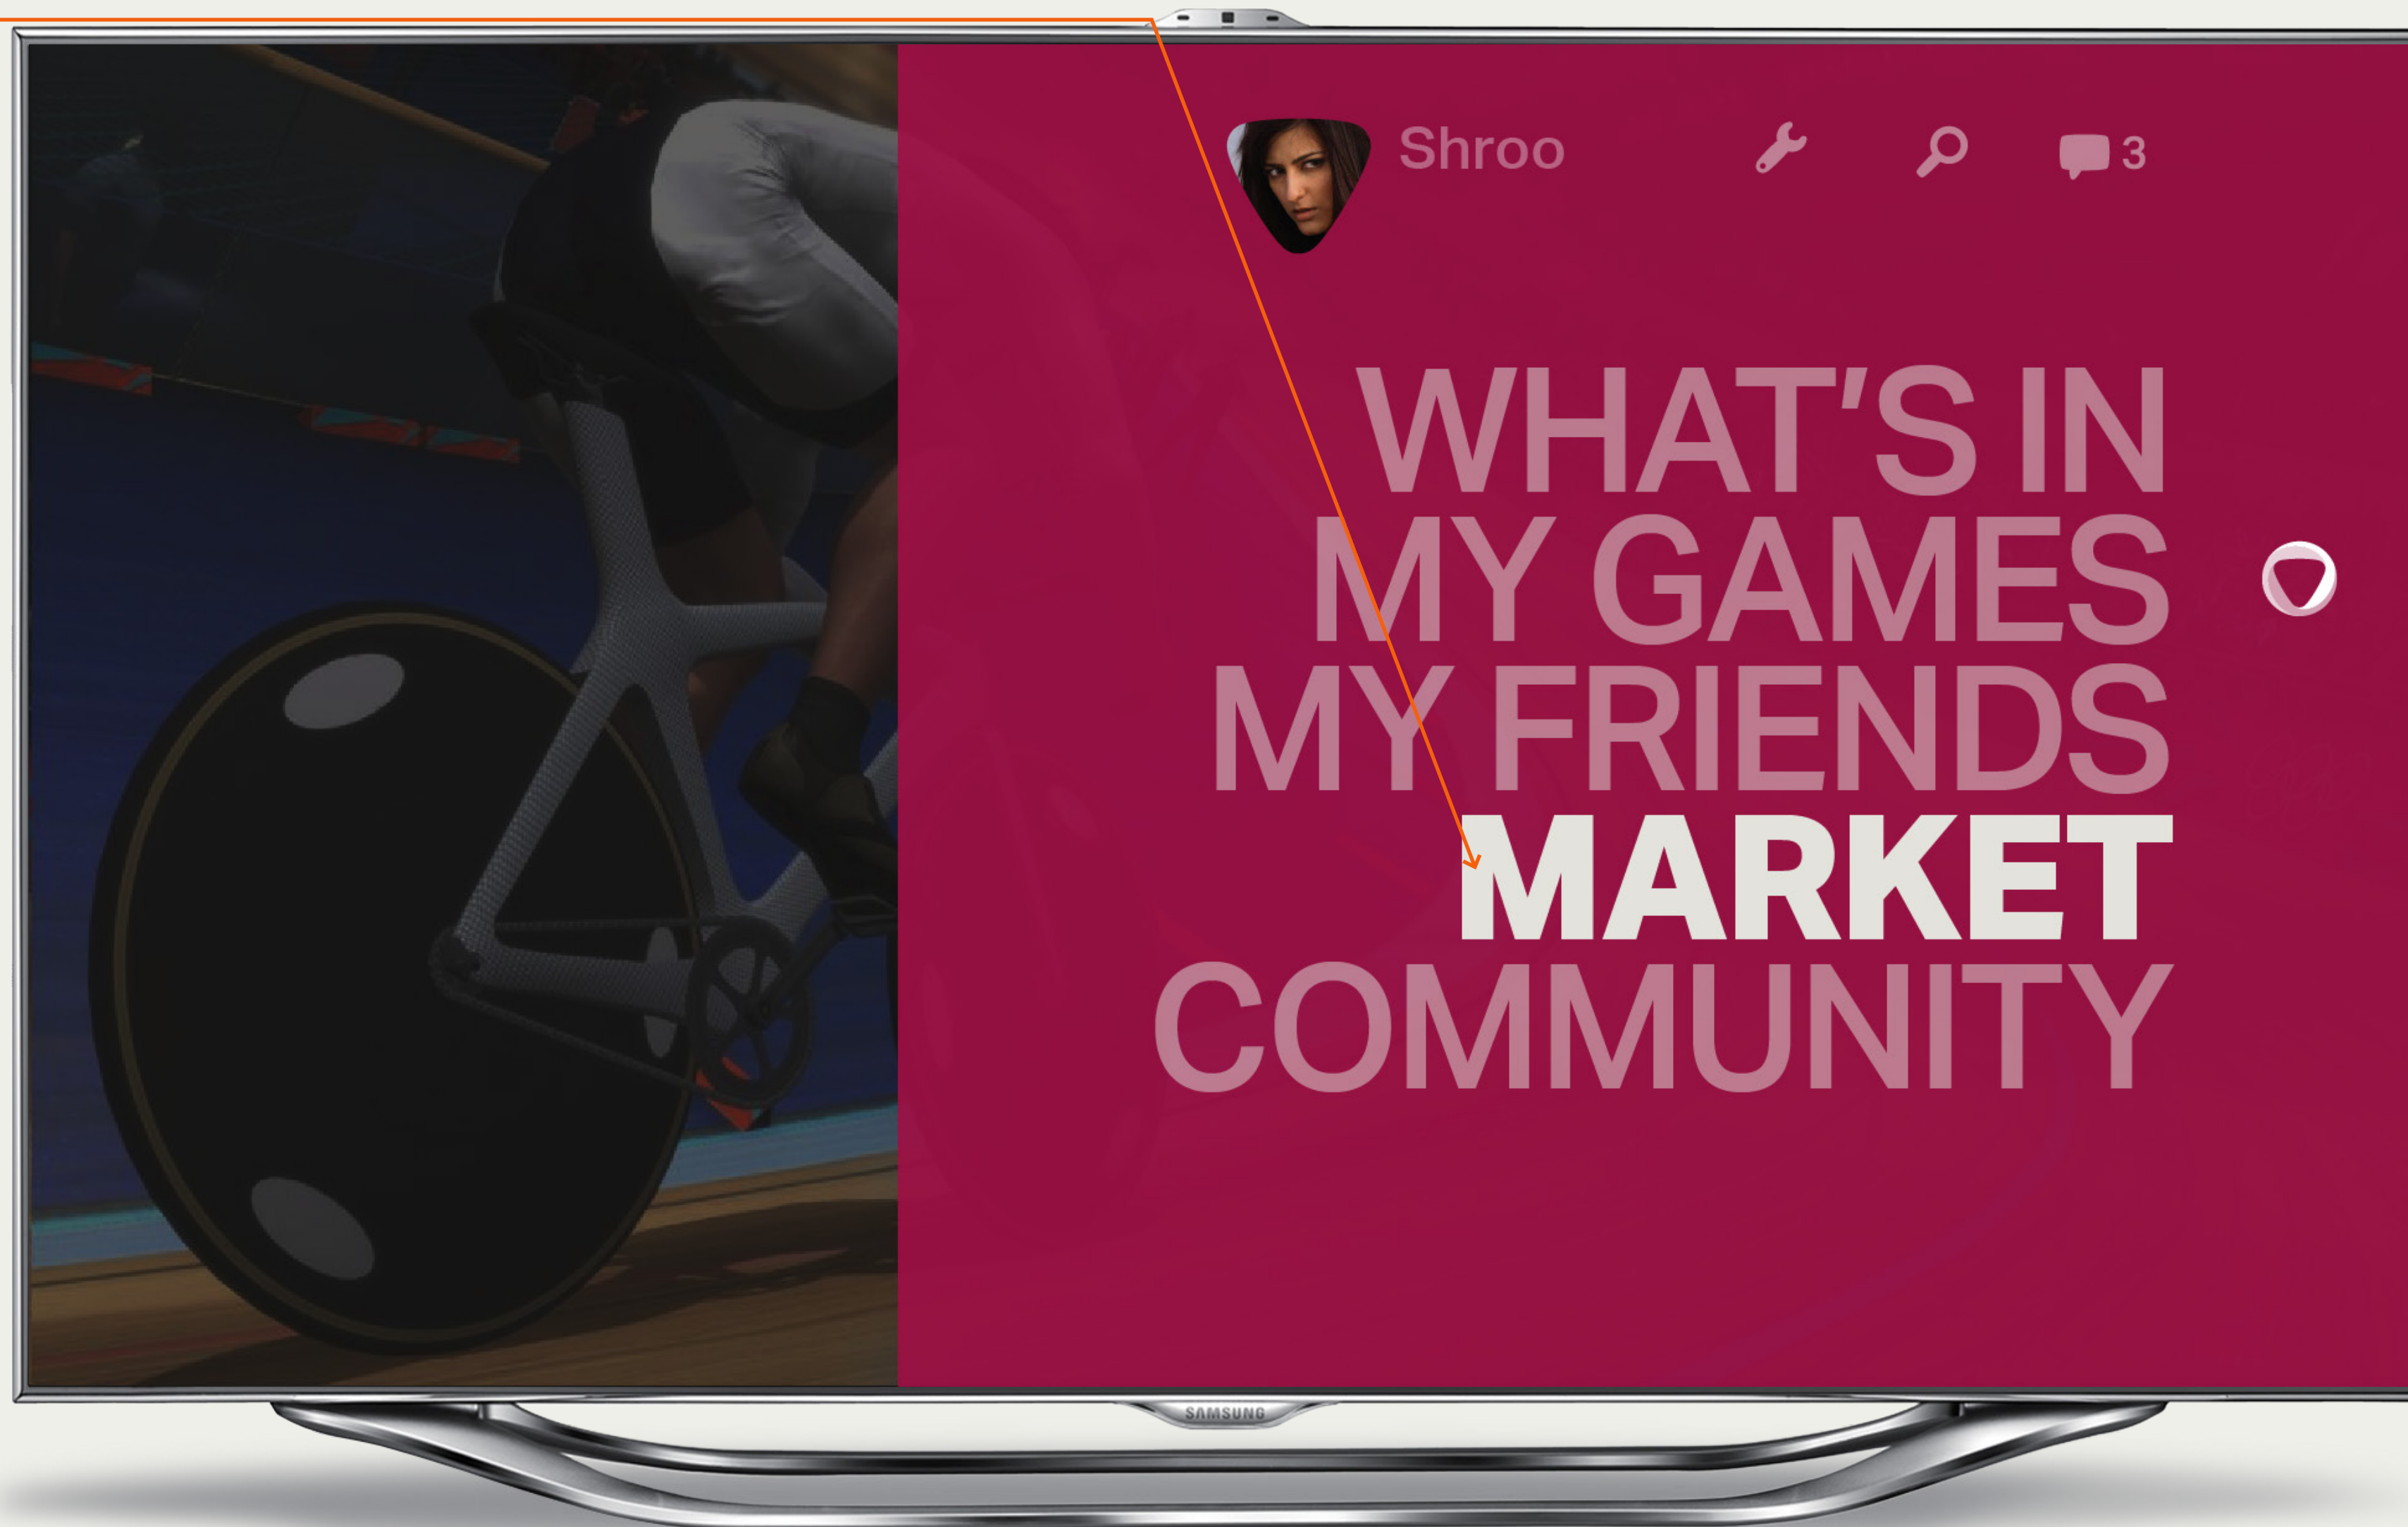 Shroo
3
WHAT'S IN
MY GAMES
MY FRIENDS
MARKET
COMMUNITY
SAMSUNG